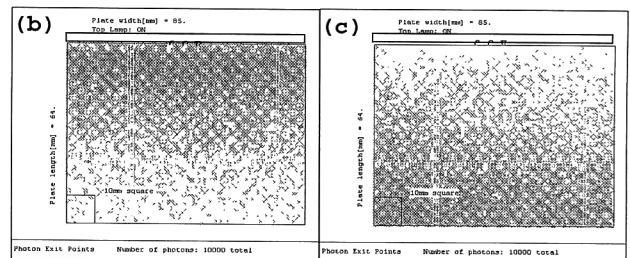 (b)
Plate width[mm] = 85.
Top Lamp: ON
Plate length[mm] = 64.
10mm square
Photon Exit Points Number of photons: 10000 total
(c)
Plate width[mm] = 85.
Top Lamp: ON
Plate length[mm] = 64.
10mm square
Photon Exit Points Number of photons: 10000 total